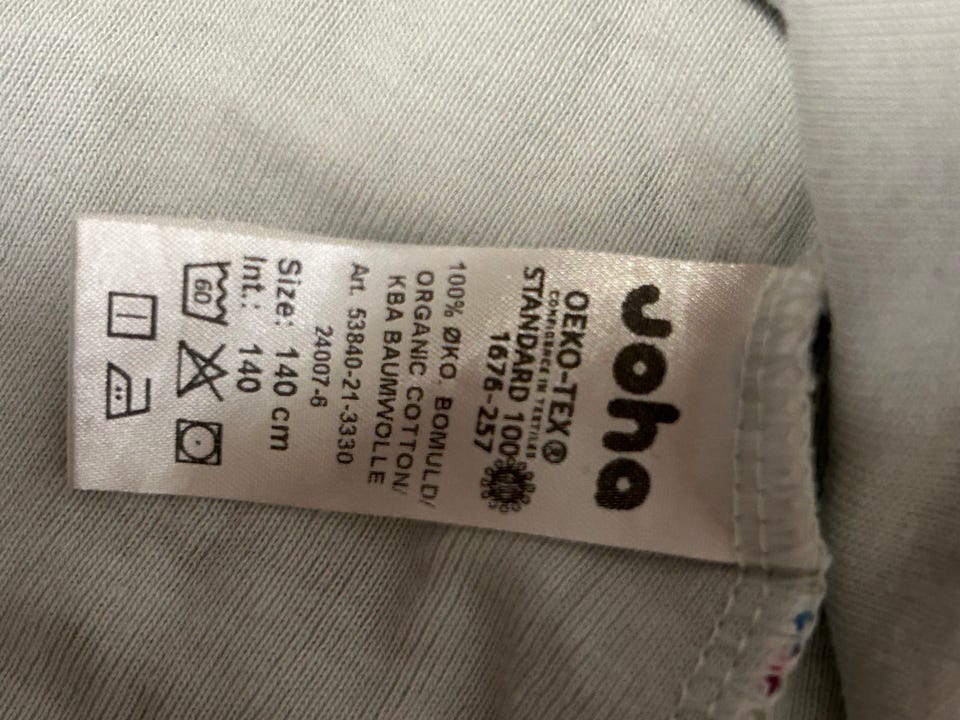 Joha
OEKO-TEX®
CONFIDENCE IN TEXTILES
STANDARD 100
1676-257
100% ØKO. BOMULD/
ORGANIC COTTON/
KBA BAUMWOLLE
Art. 53840-21-3330
24007-6
Size: 140 cm
Int.: 140
60